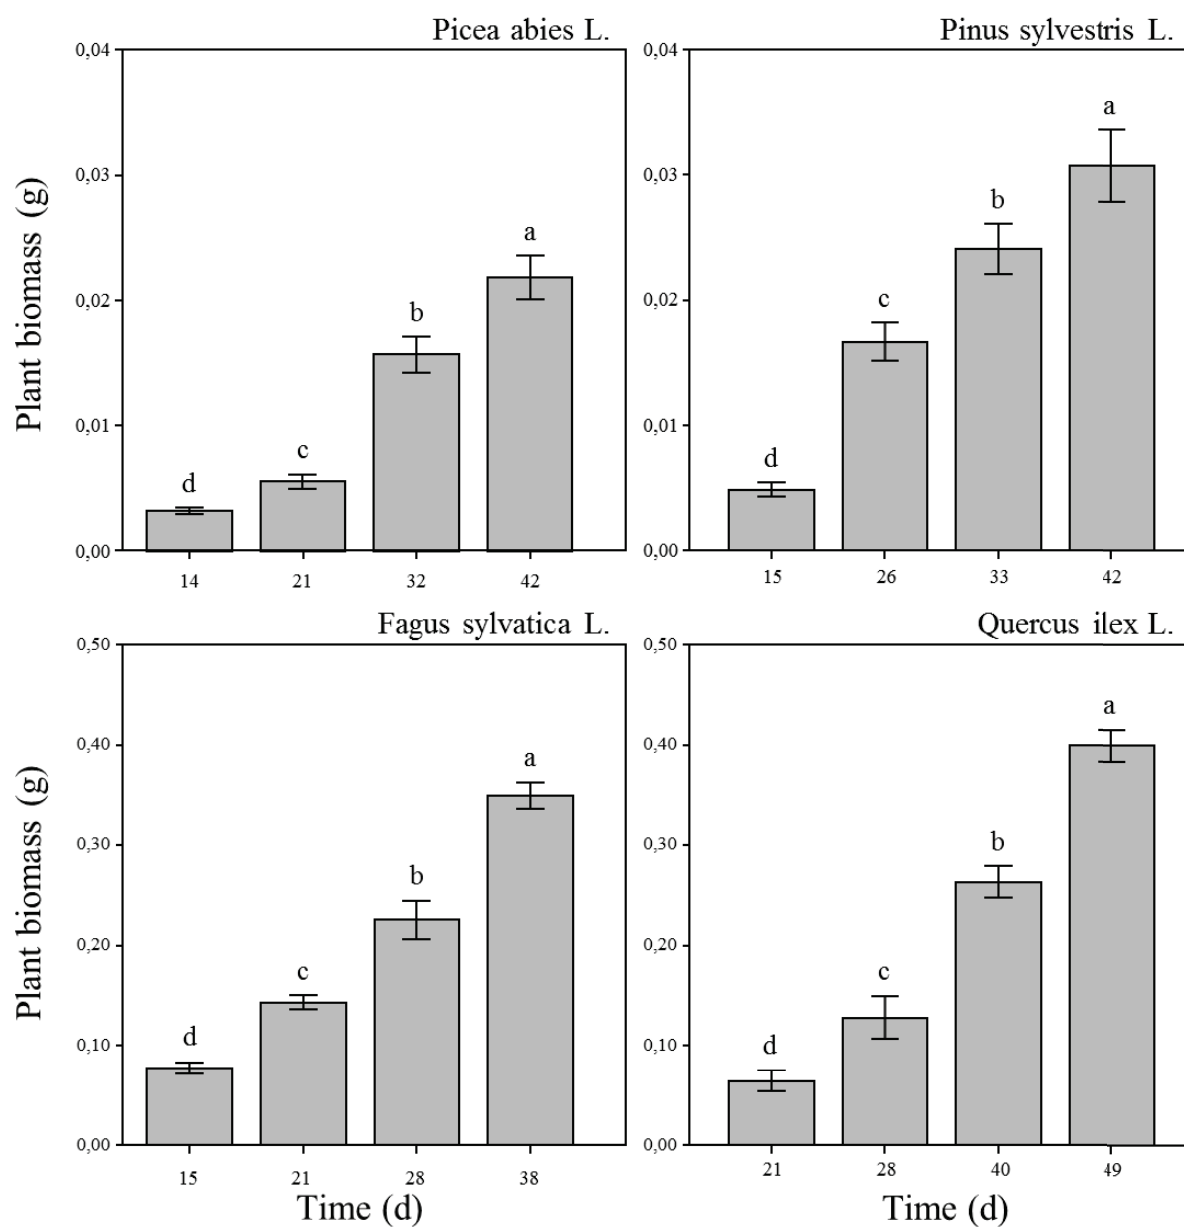 Picea abies L.
0,04
0,03
0,02
0,01
0,00
Plant biomass (g)
d
c
b
a
14
21
32
42
Pinus sylvestris L.
0,04
0,03
0,02
0,01
0,00
d
c
b
a
15
26
33
42
Fagus sylvatica L.
0,50
0,40
0,30
0,20
0,10
0,00
Plant biomass (g)
d
c
b
a
15
21
28
38
Time (d)
Quercus ilex L.
0,50
0,40
0,30
0,20
0,10
0,00
d
c
b
a
21
28
40
49
Time (d)